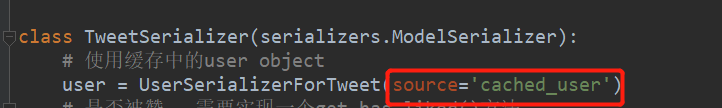 class TweetSerializer(serializers.ModelSerializer):
# 使用缓存中的user object
user = UserSerializerForTweet(source='cached_user')